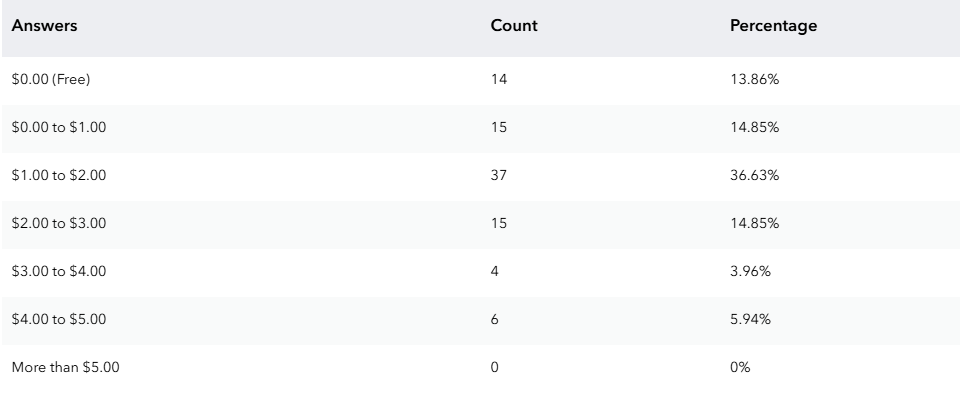 Answers Count Percentage
$0.00 (Free) 14 13.86%
$0.00 to $1.00 15 14.85%
$1.00 to $2.00 37 36.63%
$2.00 to $3.00 15 14.85%
$3.00 to $4.00 4 3.96%
$4.00 to $5.00 6 5.94%
More than $5.00 0 0%